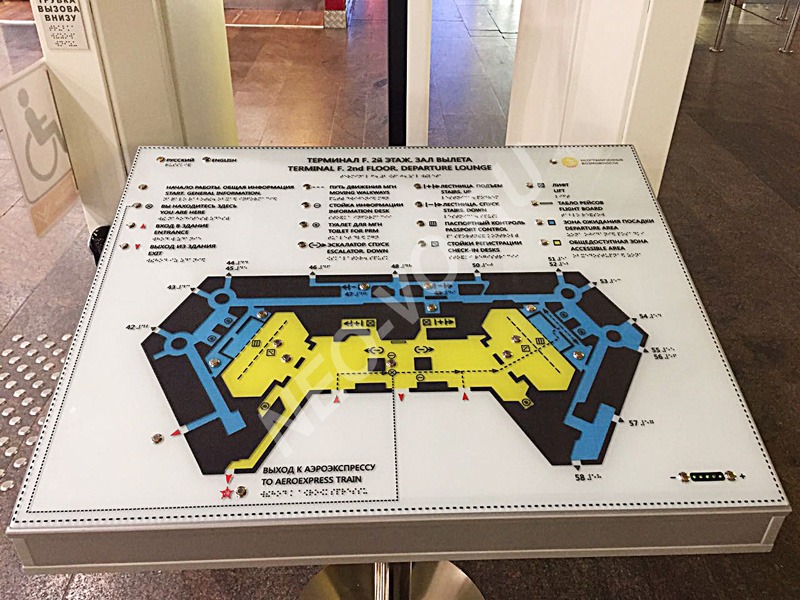 ТРУБКА
ВЫЗОВА
ВНИЗУ
РУССКИЙ
ENGLISH
ТЕРМИНАЛ F. 2й ЭТАЖ. ЗАЛ ВЫЛЕТА
TERMINAL F. 2nd FLOOR, DEPARTURE LOUNGE
НАЧАЛО РАБОТЫ. ОБЩАЯ ИНФОРМАЦИЯ
START. GENERAL INFORMATION.
ВЫ НАХОДИТЕСЬ ЗДЕСЬ
YOU ARE HERE
ВХОД В ЗДАНИЕ
ENTRANCE
ВЫХОД ИЗ ЗДАНИЯ
EXIT
ПУТЬ ДВИЖЕНИЯ МГН
MOVING WALKWAYS
СТОЙКА ИНФОРМАЦИИ
INFORMATION DESK
ТУАЛЕТ ДЛЯ МГН
TOILET FOR PRM
ЭСКАЛАТОР СПУСК
ESCALATOR, DOWN
ЛЕСТНИЦА ПОДЪЕМ
STAIRS, UP
ЛЕСТНИЦА СПУСК
STAIRS, DOWN
ПАСПОРТНЫЙ КОНТРОЛЬ
PASSPORT CONTROL
СТОЙКИ РЕГИСТРАЦИИ
CHECK-IN DESKS
ЛИФТ
LIFT
ТАБЛО РЕЙСОВ
FLIGHT BOARD
ЗОНА ОЖИДАНИЯ ПОСАДКИ
DEPARTURE AREA
ОБЩЕДОСТУПНАЯ ЗОНА
ACCESSIBLE AREA
42
43
44
45
46
47
48
50
51
52
53
54
55
56
57
58
ВЫХОД К АЭРОЭКСПРЕССУ
TO AEROEXPRESS TRAIN
- +